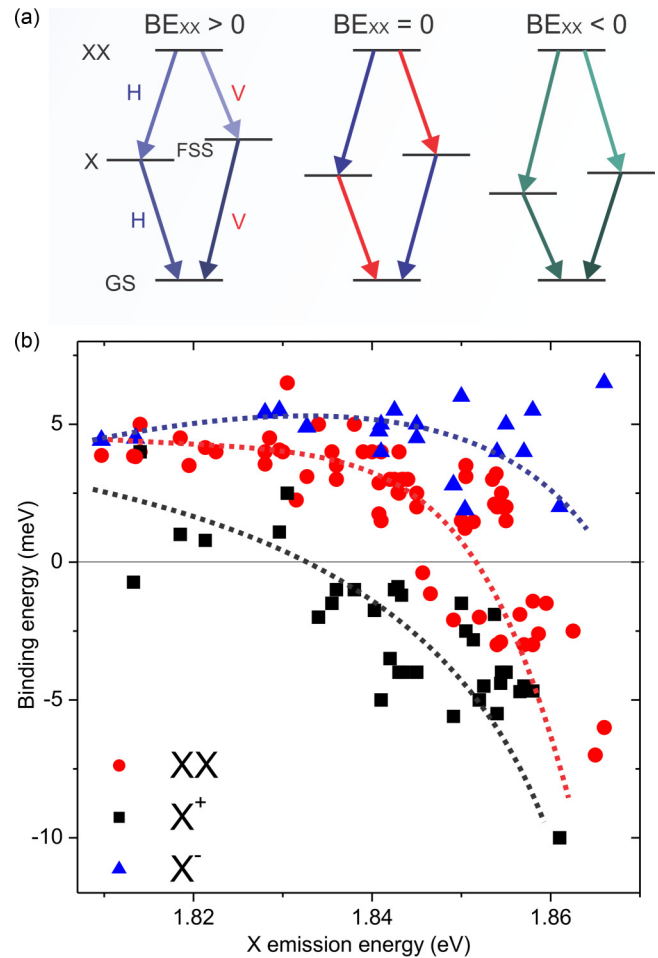 (a)
BEXX > 0 BEXX = 0 BEXX < 0
XX
H V
X FSS
H V
GS
(b)
5
0
-5
-10
Binding energy (meV)
XX
X+
X-
1.82 1.84 1.86
X emission energy (eV)